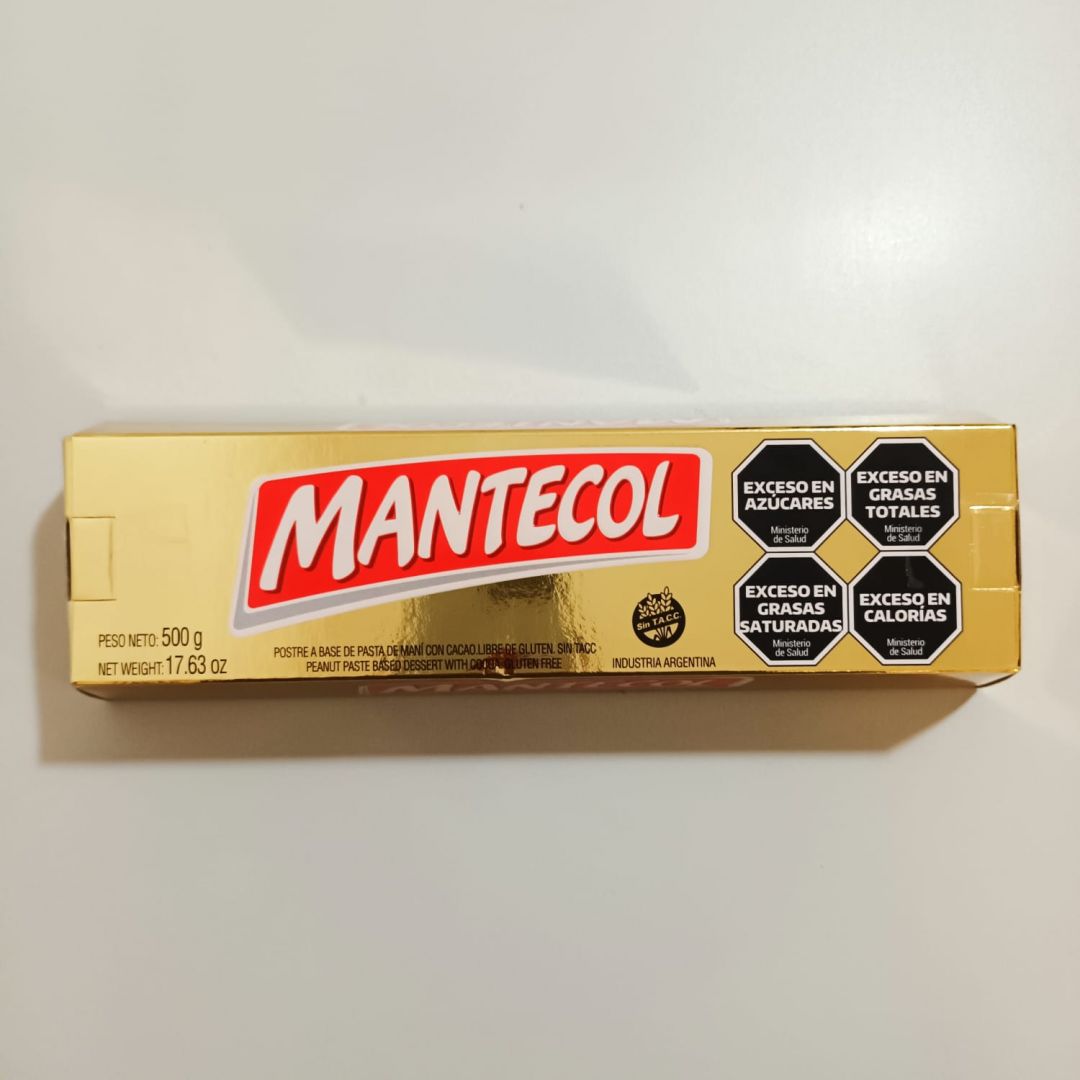 MANTECOL
PESO NETO: 500 g
NET WEIGHT: 17.63 OZ
POSTRE A BASE DE PASTA DE MANÍ CON CACAO. LIBRE DE GLUTEN. SIN TACC
PEANUT PASTE BASED DESSERT WITH COCOA. GLUTEN FREE
Sin T.A.C.C.
INDUSTRIA ARGENTINA
EXCESO EN
AZÚCARES
Ministerio
de Salud
EXCESO EN
GRASAS
TOTALES
Ministerio
de Salud
EXCESO EN
GRASAS
SATURADAS
Ministerio
de Salud
EXCESO EN
CALORÍAS
Ministerio
de Salud
MANTECOL